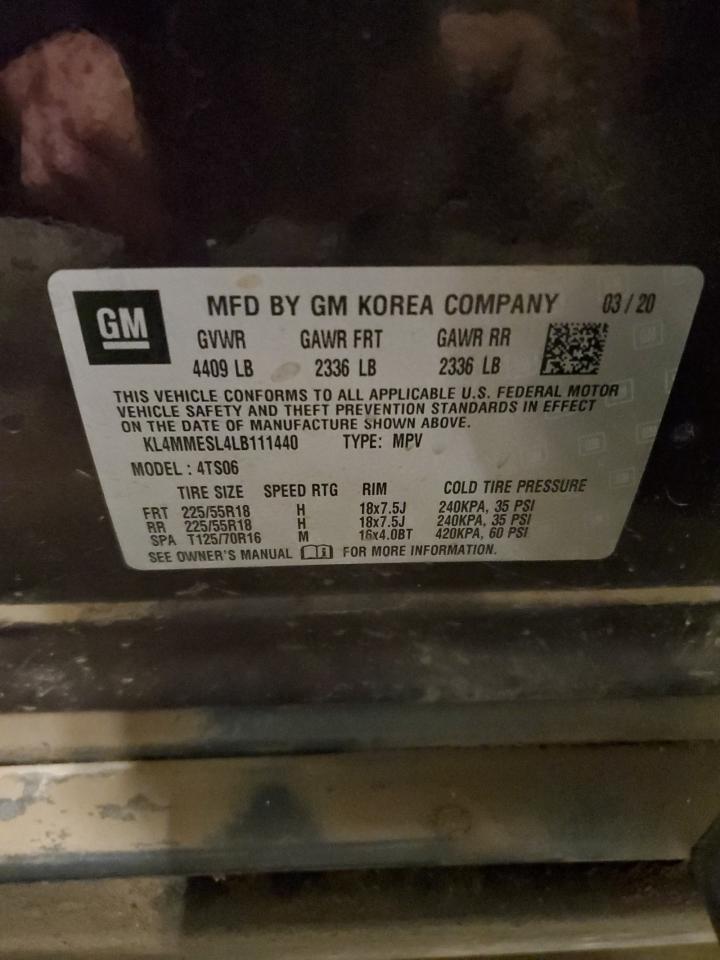 GM
MFD BY GM KOREA COMPANY 03/20
GVWR GAWR FRT GAWR RR
4409 LB 2336 LB 2336 LB
THIS VEHICLE CONFORMS TO ALL APPLICABLE U.S. FEDERAL MOTOR
VEHICLE SAFETY AND THEFT PREVENTION STANDARDS IN EFFECT
ON THE DATE OF MANUFACTURE SHOWN ABOVE.
KL4MMESL4LB111440 TYPE: MPV
MODEL : 4TS06
TIRE SIZE SPEED RTG RIM COLD TIRE PRESSURE
FRT 225/55R18 H 18x7.5J 240KPA, 35 PSI
RR 225/55R18 H 18x7.5J 240KPA, 35 PSI
SPA T125/70R16 M 16x4.0BT 420KPA, 60 PSI
SEE OWNER'S MANUAL FOR MORE INFORMATION.